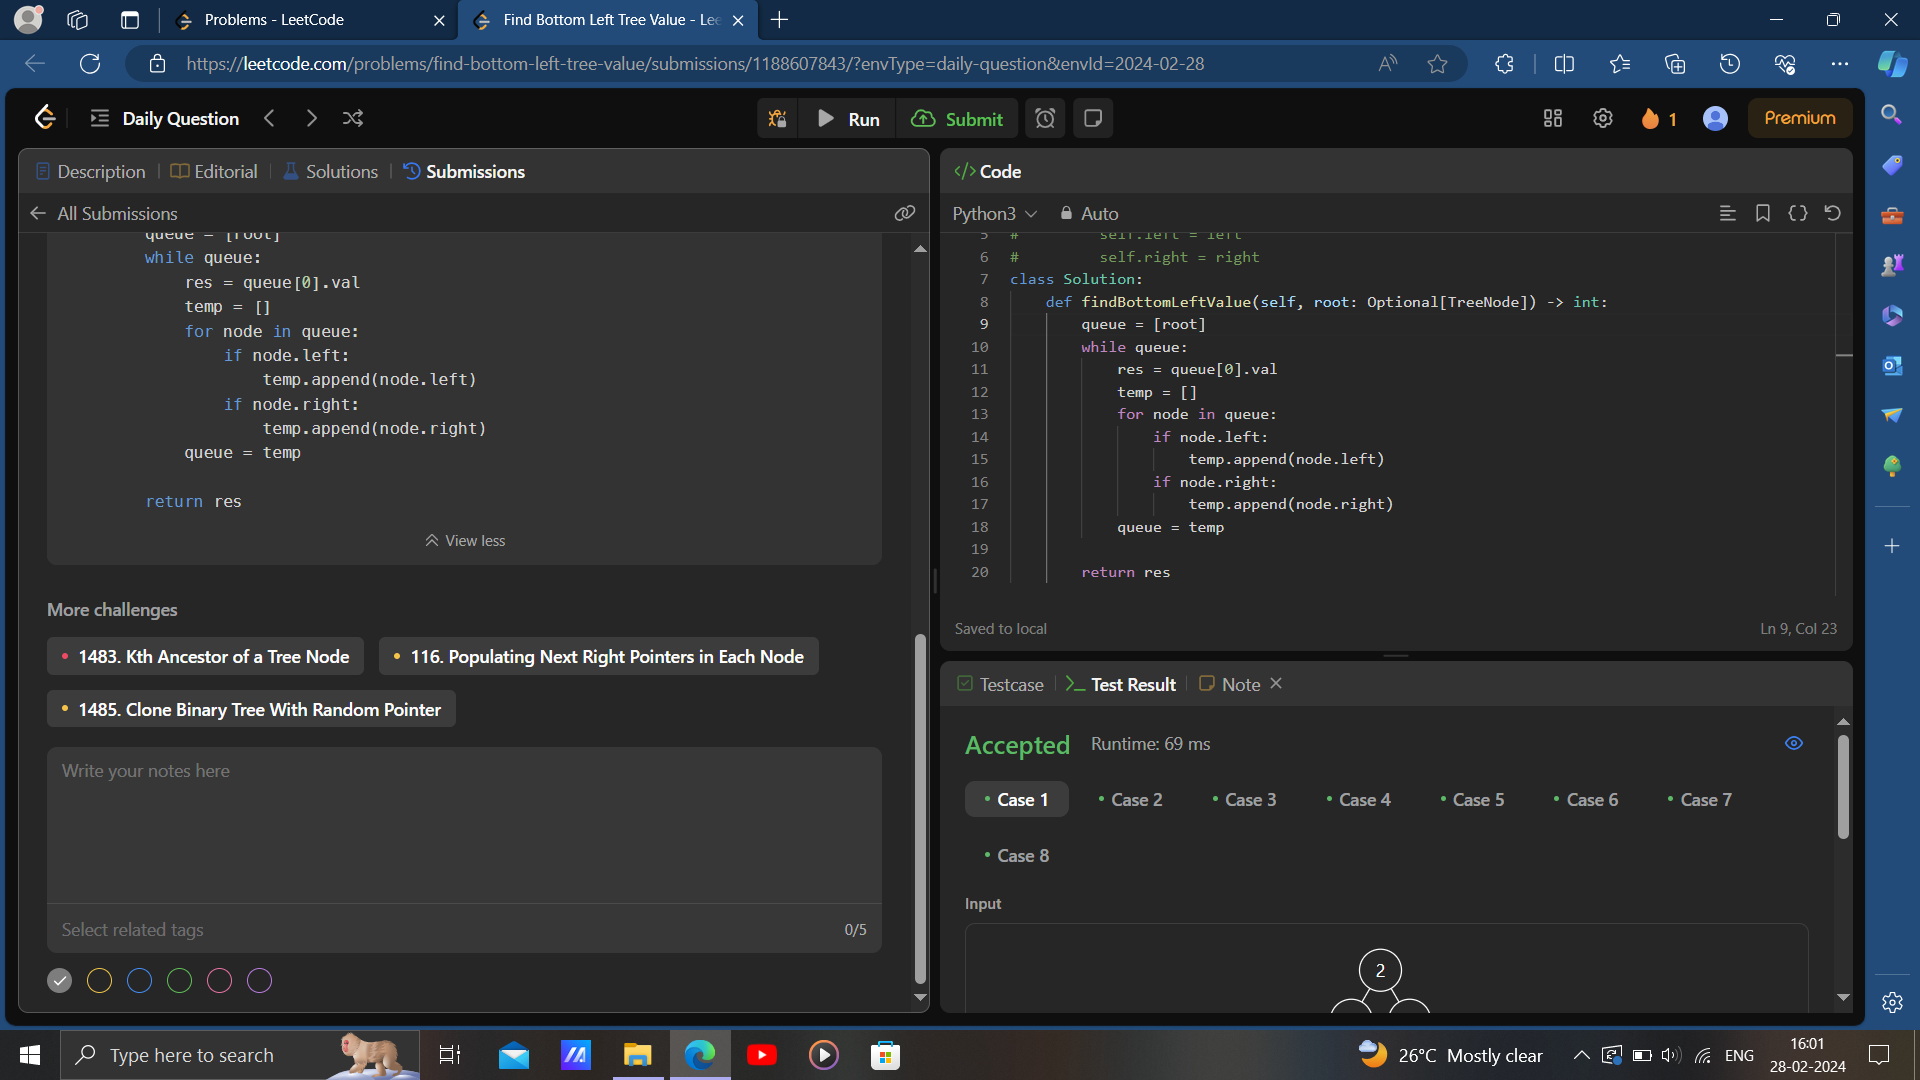 Problems - LeetCode
Find Bottom Left Tree Value - Lee
https://leetcode.com/problems/find-bottom-left-tree-value/submissions/1188607843/?envType=daily-question&envId=2024-02-28
Daily Question
Run
Submit
1
Premium
Description
Editorial
Solutions
Submissions
All Submissions
queue = [root]
while queue:
res = queue[0].val
temp = []
for node in queue:
if node.left:
temp.append(node.left)
if node.right:
temp.append(node.right)
queue = temp
return res
View less
More challenges
1483. Kth Ancestor of a Tree Node
116. Populating Next Right Pointers in Each Node
1485. Clone Binary Tree With Random Pointer
Write your notes here
Select related tags
0/5
</> Code
Python3
Auto
5 # self.left = left
6 # self.right = right
7 class Solution:
8 def findBottomLeftValue(self, root: Optional[TreeNode]) -> int:
9 queue = [root]
10 while queue:
11 res = queue[0].val
12 temp = []
13 for node in queue:
14 if node.left:
15 temp.append(node.left)
16 if node.right:
17 temp.append(node.right)
18 queue = temp
19
20 return res
Saved to local
Ln 9, Col 23
Testcase
Test Result
Note
Accepted
Runtime: 69 ms
Case 1
Case 2
Case 3
Case 4
Case 5
Case 6
Case 7
Case 8
Input
2
Type here to search
26°C Mostly clear
ENG
16:01
28-02-2024